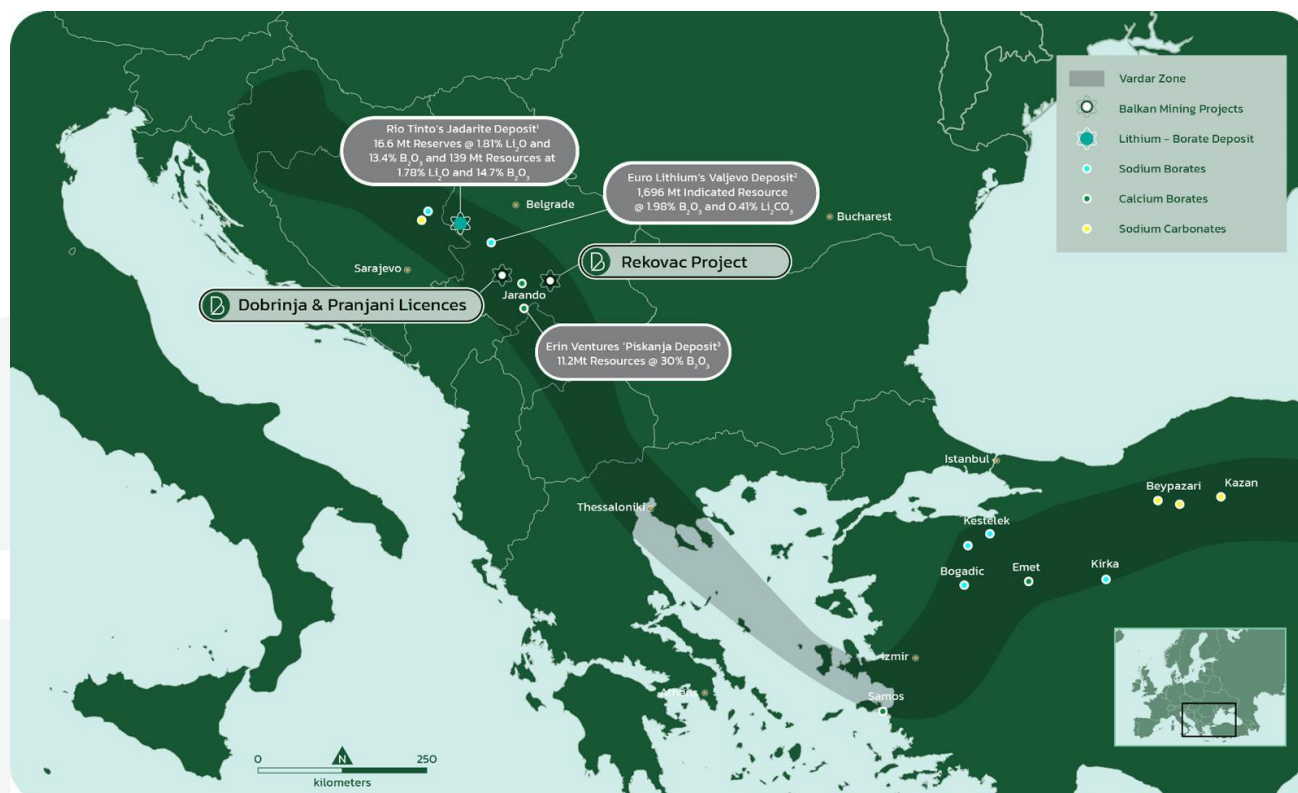 Vardar Zone
Balkan Mining Projects
Lithium - Borate Deposit
Sodium Borates
Calcium Borates
Sodium Carbonates
Rio Tinto's Jadarite Deposit¹
16.6 Mt Reserves @ 1.81% Li₂O and
13.4% B₂O₃ and 139 Mt Resources at
1.78% Li₂O and 14.7% B₂O₃
Euro Lithium's Valjevo Deposit²
1,696 Mt Indicated Resource
@ 1.98% B₂O₃ and 0.41% Li₂CO₃
Belgrade
Bucharest
Sarajevo
Rekovac Project
Dobrinja & Pranjani Licences
Jarando
Erin Ventures 'Piskanja Deposit³
11.2Mt Resources @ 30% B₂O₃
Istanbul
Thessaloniki
Beypazari
Kazan
Kestelek
Bogadic
Emet
Kirka
Izmir
Athens
Samos
0
N
250
kilometers